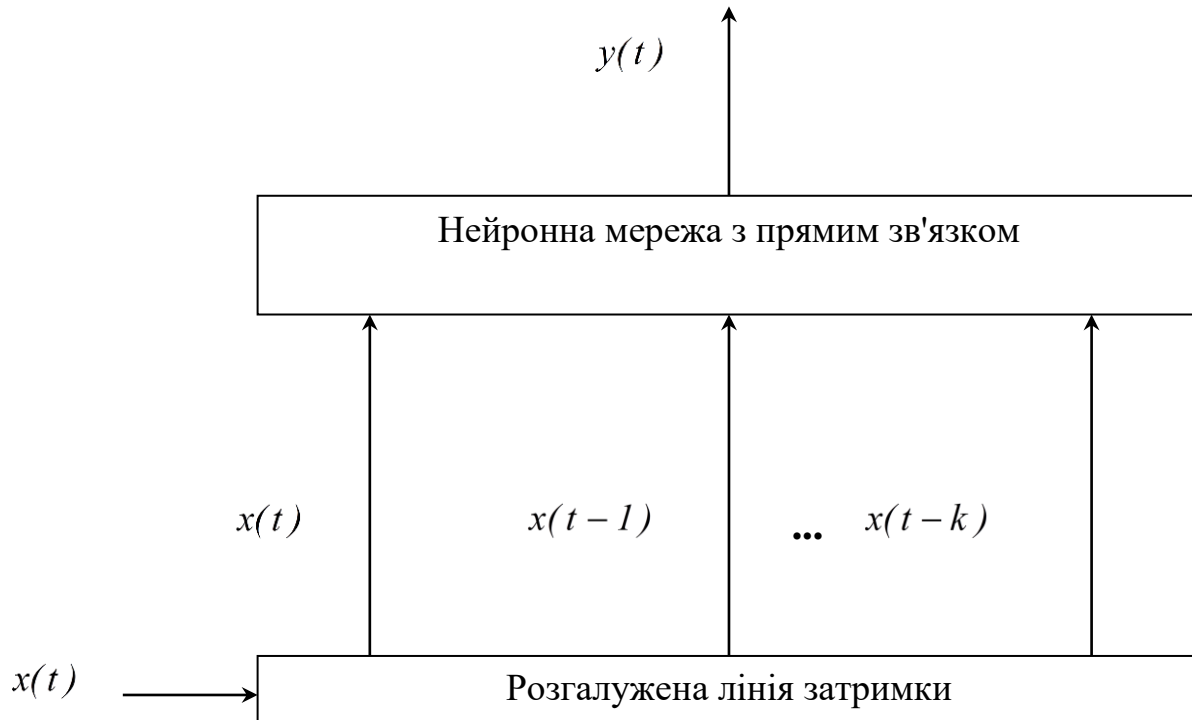 y(t)
Нейронна мережа з прямим зв'язком
x(t) x(t – 1) ... x(t – k)
x(t)
Розгалужена лінія затримки